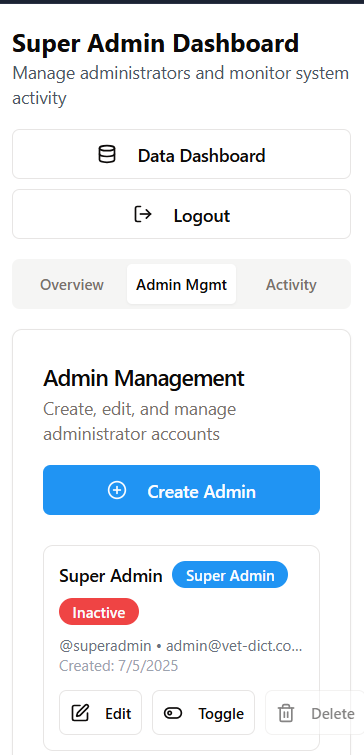 Super Admin Dashboard
Manage administrators and monitor system
activity
Data Dashboard
Logout
Overview Admin Mgmt Activity
Admin Management
Create, edit, and manage
administrator accounts
Create Admin
Super Admin Super Admin
Inactive
@superadmin • admin@vet-dict.co...
Created: 7/5/2025
Edit Toggle Delete